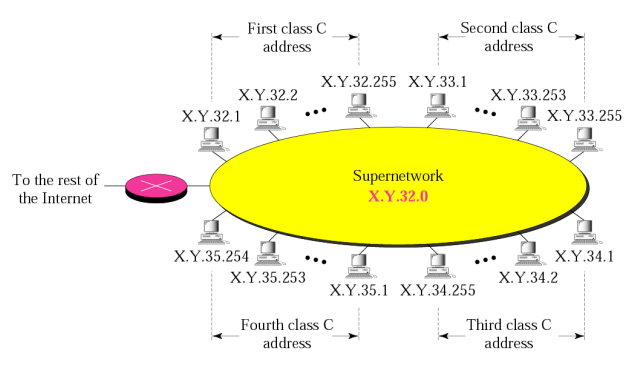 First class C
address
Second class C
address
X.Y.32.255
X.Y.33.1
X.Y.32.2
X.Y.33.253
X.Y.32.1
X.Y.33.255
To the rest of
the Internet
Supernetwork
X.Y.32.0
X.Y.35.254
X.Y.34.1
X.Y.35.253
X.Y.34.2
X.Y.35.1
X.Y.34.255
Fourth class C
address
Third class C
address